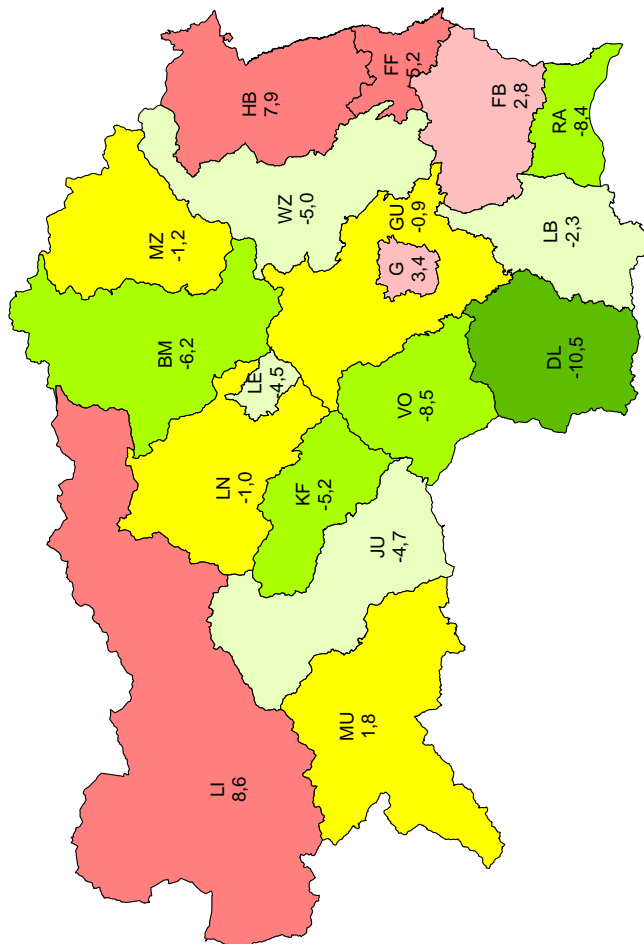 MZ
-1,2
BM
-6,2
LI
8,6
LN
-1,0
HB
7,9
LE
-4,5
WZ
-5,0
KF
-5,2
MU
1,8
JU
-4,7
FF
5,2
GU
-0,9
G
3,4
VO
-8,5
FB
2,8
LB
-2,3
DL
-10,5
RA
-8,4